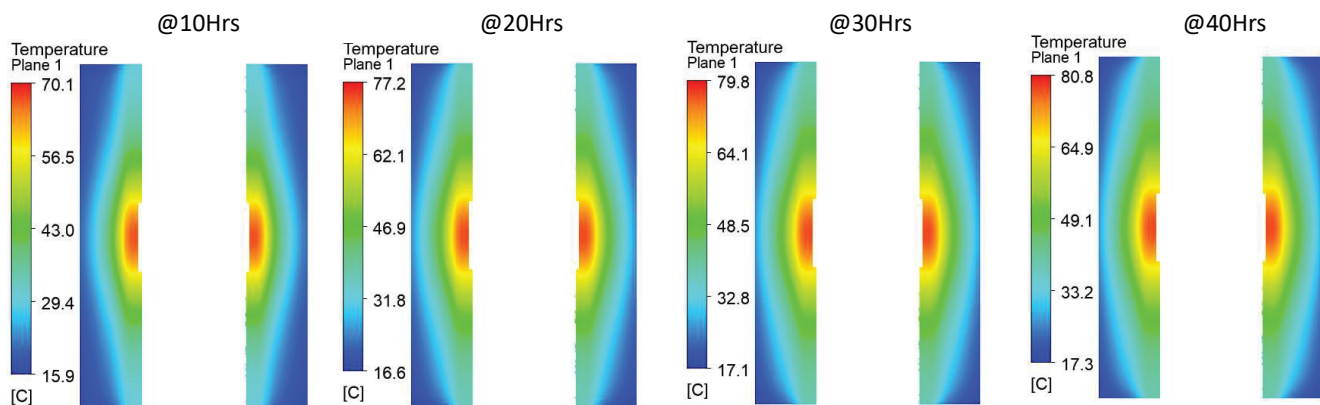 @10Hrs
Temperature
Plane 1
70.1
56.5
43.0
29.4
15.9
[C]
@20Hrs
Temperature
Plane 1
77.2
62.1
46.9
31.8
16.6
[C]
@30Hrs
Temperature
Plane 1
79.8
64.1
48.5
32.8
17.1
[C]
@40Hrs
Temperature
Plane 1
80.8
64.9
49.1
33.2
17.3
[C]